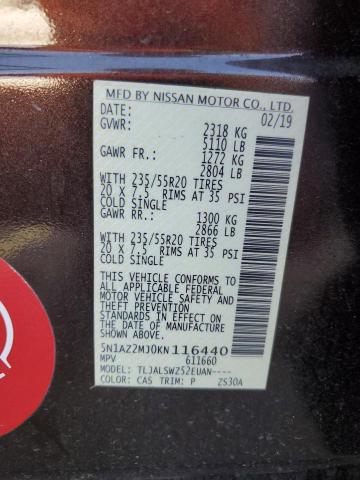 MFD BY NISSAN MOTOR CO., LTD.
DATE: 02/19
GVWR: 2318 KG
5110 LB
GAWR FR.: 1272 KG
2804 LB
WITH 235/55R20 TIRES
20 X 7.5 RIMS AT 35 PSI
COLD SINGLE
GAWR RR.: 1300 KG
2866 LB
WITH 235/55R20 TIRES
20 X 7.5 RIMS AT 35 PSI
COLD SINGLE
THIS VEHICLE CONFORMS TO
ALL APPLICABLE FEDERAL
MOTOR VEHICLE SAFETY AND
THEFT PREVENTION
STANDARDS IN EFFECT ON
THE DATE OF MANUFACTURE
SHOWN ABOVE.
5N1AZ2MJ0KN116440
MPV 611660
MODEL: TLJALSWZ52EUAN----
COLOR: CAS TRIM: P ZS30A